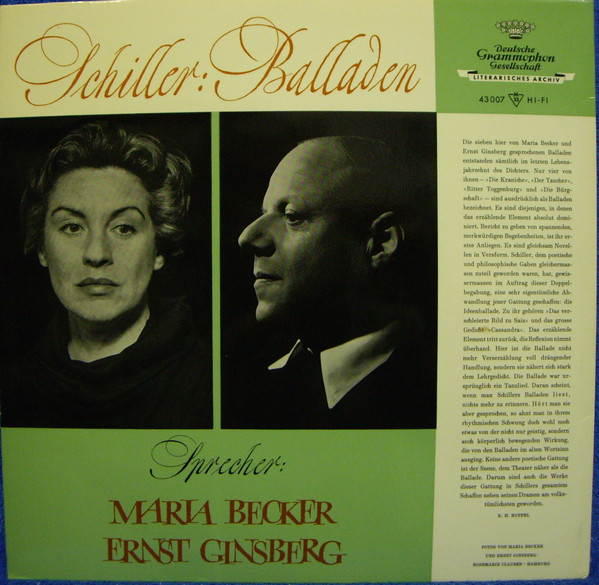 Schiller: Balladen
Deutsche
Grammophon
Gesellschaft
LITERARISCHES ARCHIV
43007 33 HI-FI
Die sieben hier von Maria Becker und
Ernst Ginsberg gesprochenen Balladen
entstanden sämtlich im letzten Lebens-
jahrzehnt des Dichters. Nur vier von
ihnen — »Die Kraniche«, »Der Taucher«,
»Ritter Toggenburg« und »Die Bürg-
schaft« — sind ausdrücklich als Balladen
bezeichnet. Es sind diejenigen, in denen
das erzählende Element absolut domi-
niert. Bericht zu geben von spannenden,
merkwürdigen Begebenheiten, ist ihr er-
stes Anliegen. Es sind gleichsam Novel-
len in Versform. Schiller, dem poetische
und philosophische Gaben gleichermas-
sen zuteil geworden waren, hat, gewis-
sermassen im Auftrag dieser Doppel-
begabung, eine sehr eigentümliche Ab-
wandlung jener Gattung geschaffen: die
Ideenballade. Zu ihr gehören »Das ver-
schleierte Bild zu Sais« und das grosse
Gedicht »Cassandra«. Das erzählende
Element tritt zurück, die Reflexion nimmt
überhand. Hier ist die Ballade nicht
mehr Verserzählung voll drängender
Handlung, sondern sie nähert sich stark
dem Lehrgedicht. Die Ballade war ur-
sprünglich ein Tanzlied. Daran scheint,
wenn man Schillers Balladen liest,
nichts mehr zu erinnern. Hört man sie
aber gesprochen, so ahnt man in ihrem
rhythmischen Schwung doch wohl noch
etwas von der nicht nur geistig, sondern
auch körperlich bewegenden Wirkung,
die von den Balladen im alten Wortsinn
ausging. Keine andere poetische Gattung
ist der Szene, dem Theater näher als die
Ballade. Darum sind auch die Werke
dieser Gattung in Schillers gesamtem
Schaffen neben seinen Dramen am volks-
tümlichsten geworden.
K. H. RUPPEL
Sprecher:
MARIA BECKER
ERNST GINSBERG
FOTOS VON MARIA BECKER
UND ERNST GINSBERG:
ROSEMARIE CLAUSEN · HAMBURG